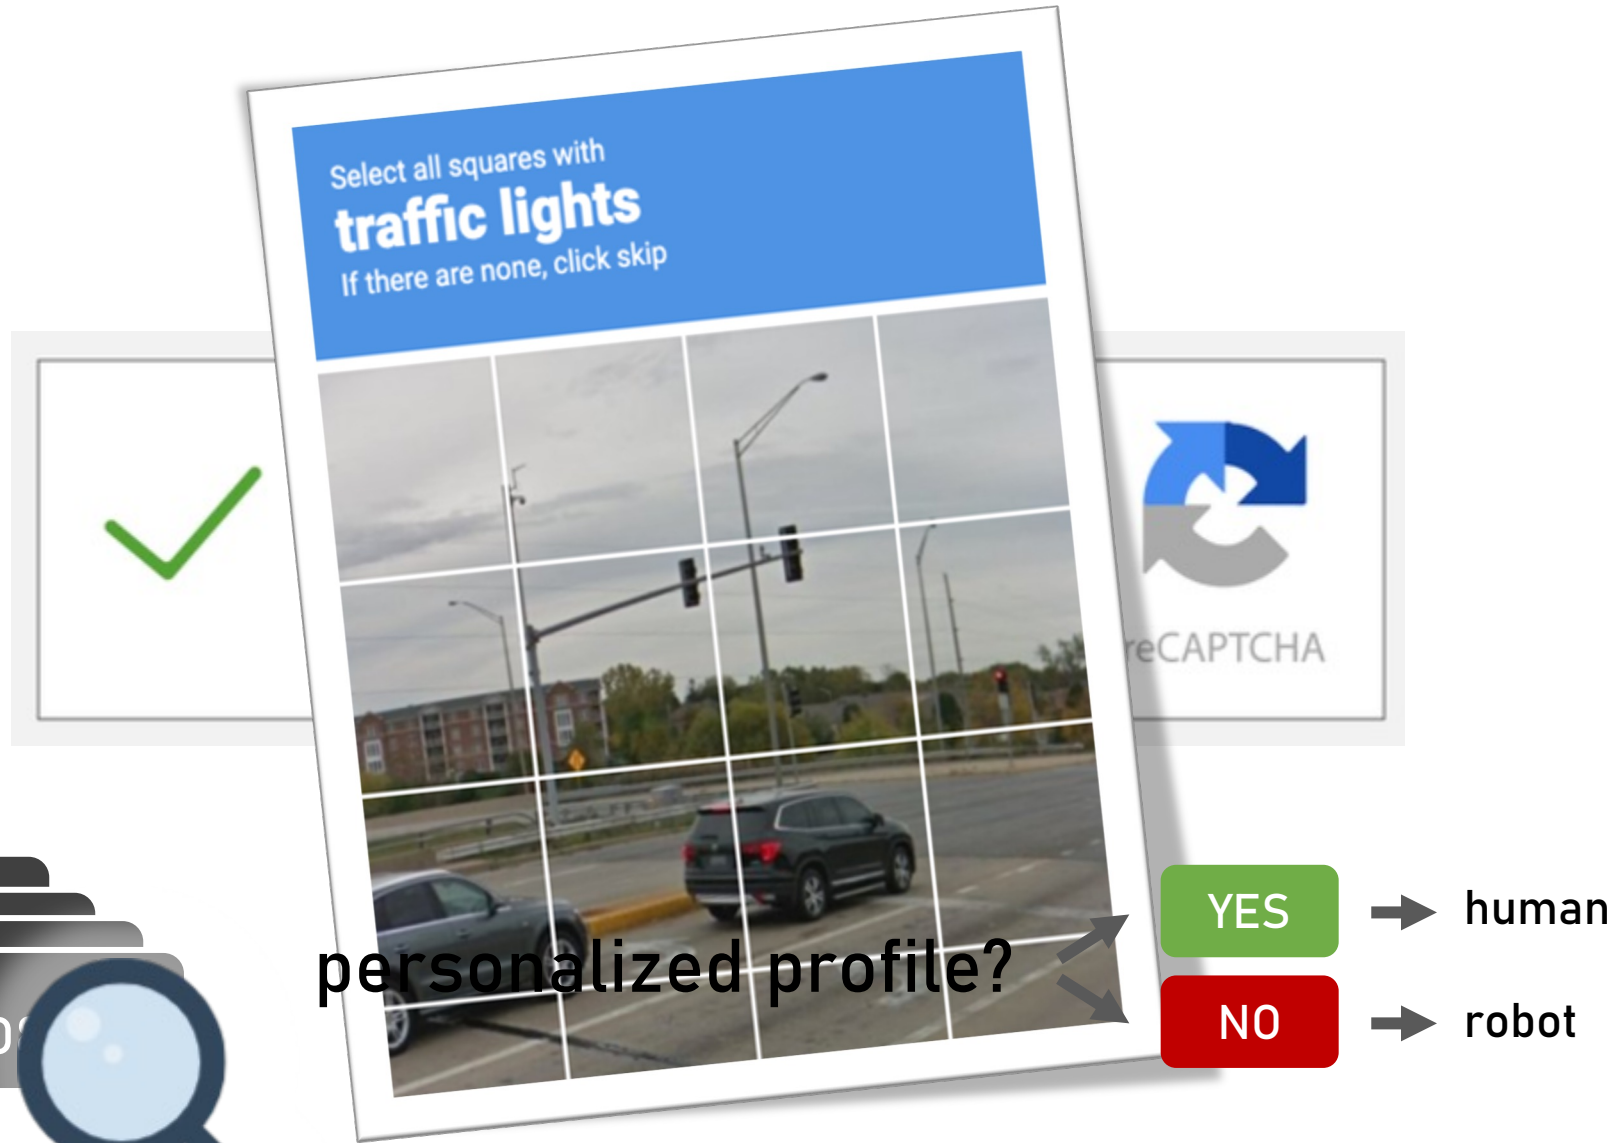 Select all squares with
traffic lights
If there are none, click skip
reCAPTCHA
personalized profile?
YES
human
NO
robot